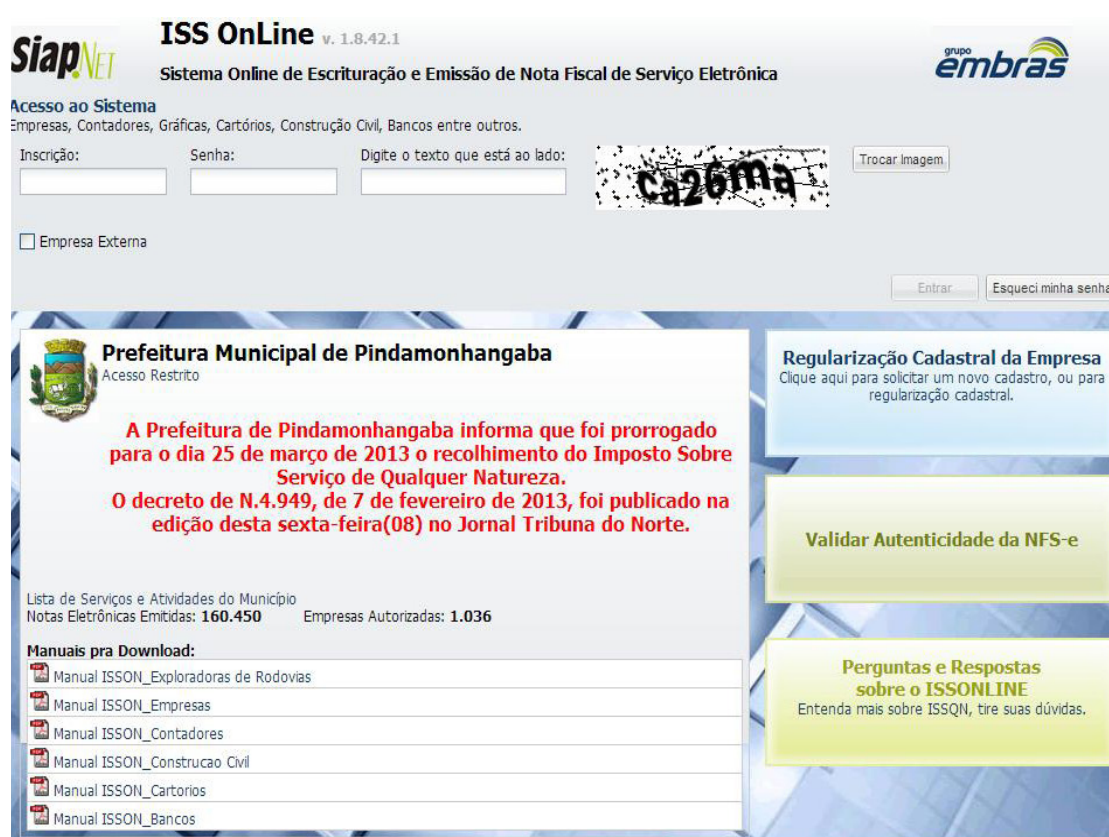 SiapNET
ISS OnLine v. 1.8.42.1
Sistema Online de Escrituração e Emissão de Nota Fiscal de Serviço Eletrônica
grupo embras
Acesso ao Sistema
Empresas, Contadores, Gráficas, Cartórios, Construção Civil, Bancos entre outros.
Inscrição: Senha: Digite o texto que está ao lado: ca26ma Trocar Imagem
Empresa Externa
Entrar Esqueci minha senha
Prefeitura Municipal de Pindamonhangaba
Acesso Restrito
A Prefeitura de Pindamonhangaba informa que foi prorrogado
para o dia 25 de março de 2013 o recolhimento do Imposto Sobre
Serviço de Qualquer Natureza.
O decreto de N.4.949, de 7 de fevereiro de 2013, foi publicado na
edição desta sexta-feira(08) no Jornal Tribuna do Norte.
Lista de Serviços e Atividades do Município
Notas Eletrônicas Emitidas: 160.450 Empresas Autorizadas: 1.036
Manuais pra Download:
Manual ISSON_Exploradoras de Rodovias
Manual ISSON_Empresas
Manual ISSON_Contadores
Manual ISSON_Construcao Civil
Manual ISSON_Cartorios
Manual ISSON_Bancos
Regularização Cadastral da Empresa
Clique aqui para solicitar um novo cadastro, ou para
regularização cadastral.
Validar Autenticidade da NFS-e
Perguntas e Respostas
sobre o ISSONLINE
Entenda mais sobre ISSQN, tire suas dúvidas.